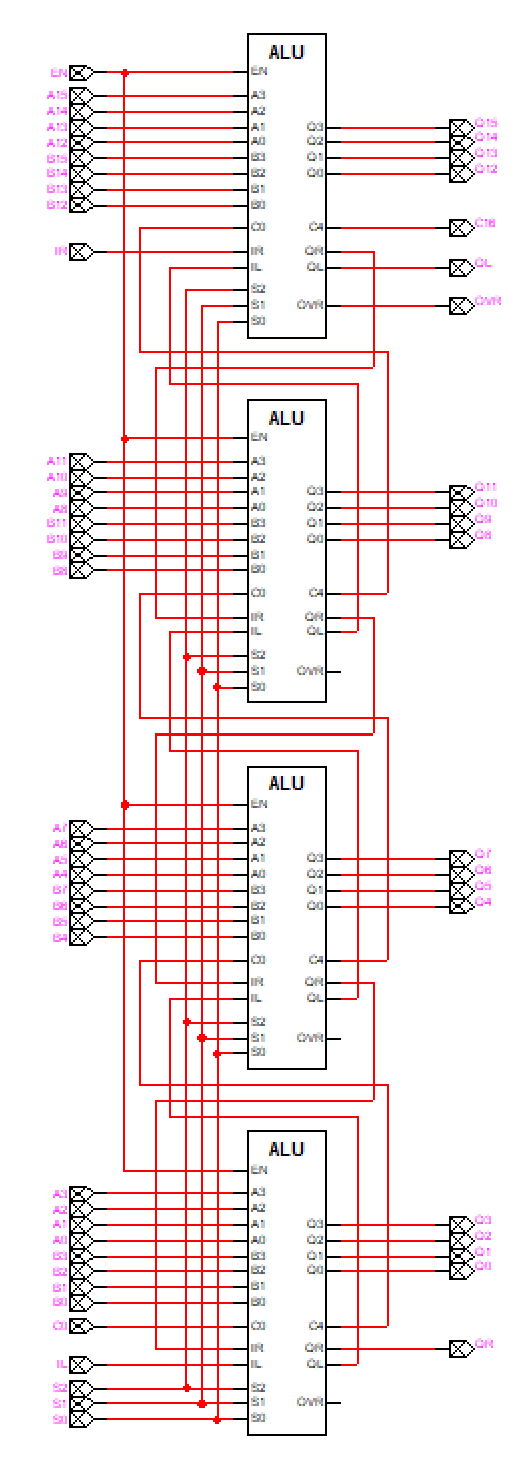 ALU
EN EN
A15 A3
A14 A2
A13 A1 Q3 Q15
A12 A0 Q2 Q14
B15 B3 Q1 Q13
B14 B2 Q0 Q12
B13 B1
B12 B0
C0 C4 C16
IR IR QR
IL QL QL
S2
S1 OVR OVR
S0
ALU
EN
A11 A3
A10 A2
A9 A1 Q3 Q11
A8 A0 Q2 Q10
B11 B3 Q1 Q9
B10 B2 Q0 Q8
B9 B1
B8 B0
C0 C4
IR QR
IL QL
S2
S1 OVR
S0
ALU
EN
A7 A3
A6 A2
A5 A1 Q3 Q7
A4 A0 Q2 Q6
B7 B3 Q1 Q5
B6 B2 Q0 Q4
B5 B1
B4 B0
C0 C4
IR QR
IL QL
S2
S1 OVR
S0
ALU
EN
A3 A3
A2 A2
A1 A1 Q3 Q3
A0 A0 Q2 Q2
B3 B3 Q1 Q1
B2 B2 Q0 Q0
B1 B1
B0 B0
C0 C0 C4
IR QR QR
IL IL QL
S2 S2
S1 S1 OVR
S0 S0